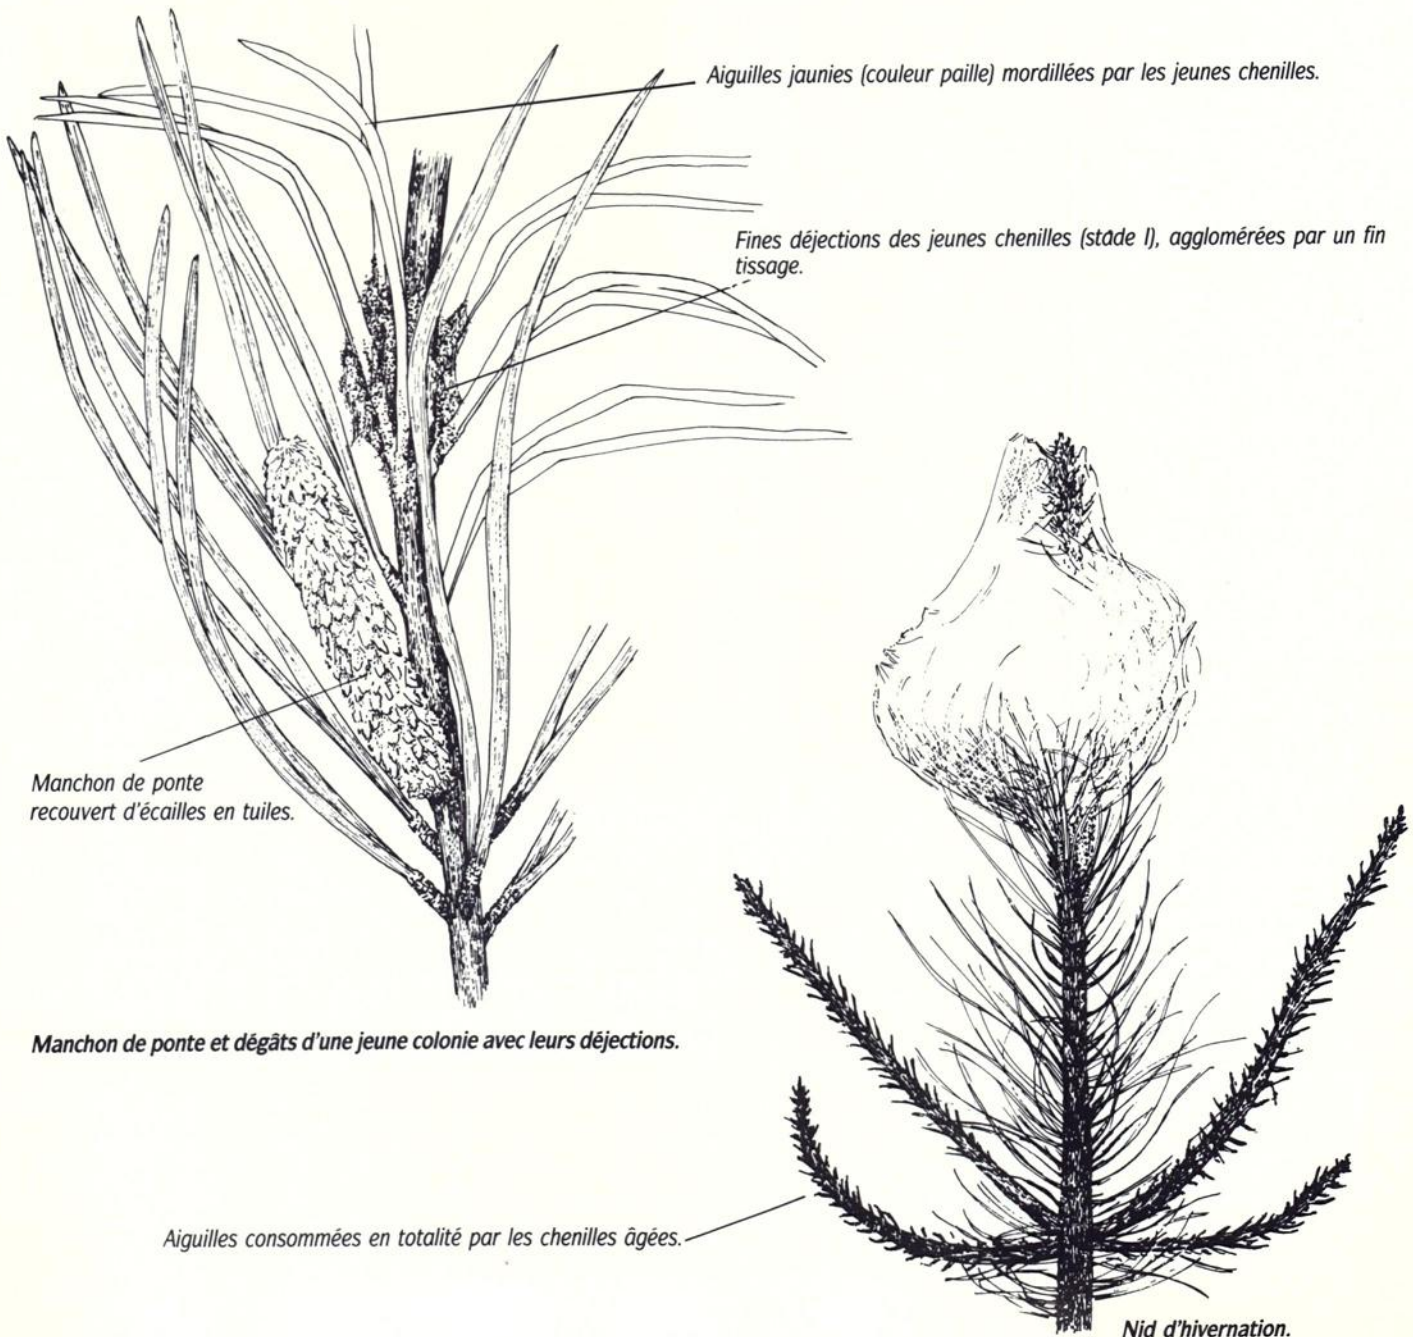 Aiguilles jaunies (couleur paille) mordillées par les jeunes chenilles.
Fines déjections des jeunes chenilles (stade I), agglomérées par un fin
tissage.
Manchon de ponte
recouvert d'écailles en tuiles.
Manchon de ponte et dégâts d'une jeune colonie avec leurs déjections.
Aiguilles consommées en totalité par les chenilles âgées.
Nid d'hivernation.